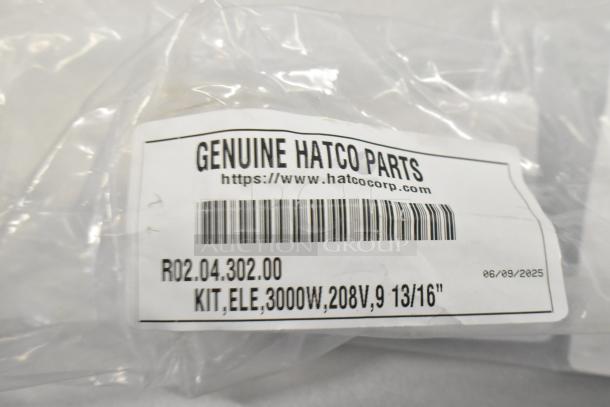 GENUINE HATCO PARTS
https://www.hatcocorp.com
AUCTION GROUP
R02.04.302.00
06/09/2025
KIT,ELE,3000W,208V,9 13/16"